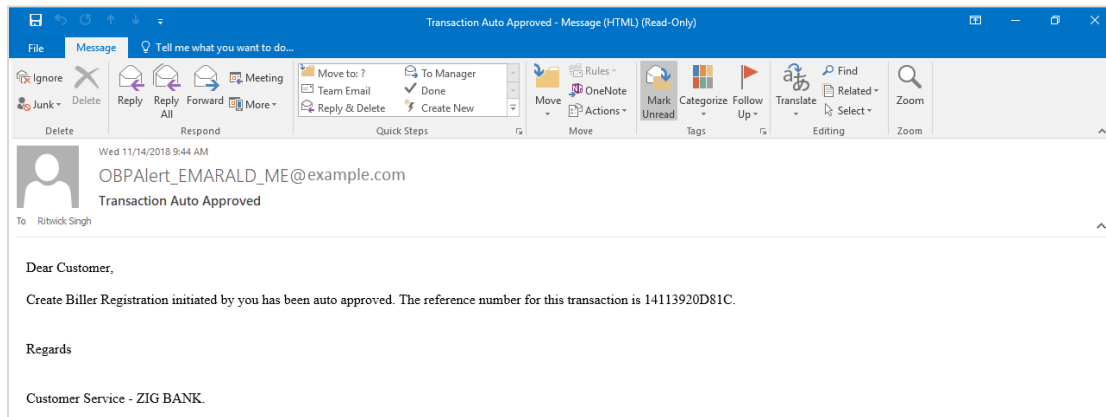 Transaction Auto Approved - Message (HTML) (Read-Only)
File Message Tell me what you want to do...
Ignore
Junk
Delete
Reply
Reply All
Forward
Meeting
More
Move to: ?
Team Email
Reply & Delete
To Manager
Done
Create New
Move
Rules
OneNote
Actions
Mark Unread
Categorize
Follow Up
Translate
Find
Related
Select
Zoom
Delete Respond Quick Steps Move Tags Editing Zoom
Wed 11/14/2018 9:44 AM
OBPAlert_EMARALD_ME@example.com
Transaction Auto Approved
To Ritwick Singh
Dear Customer,
Create Biller Registration initiated by you has been auto approved. The reference number for this transaction is 14113920D81C.
Regards
Customer Service - ZIG BANK.